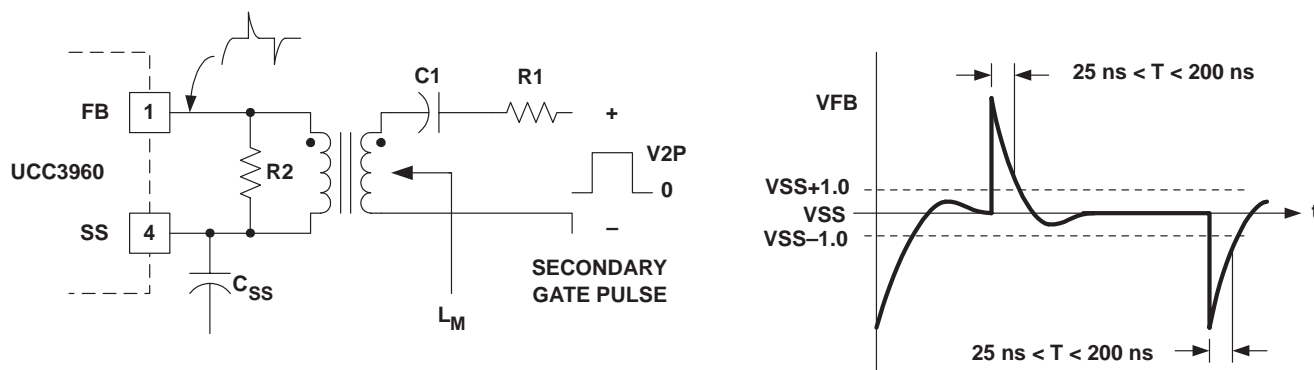 FB
1
UCC3960
SS
4
CSS
R2
C1
R1
+
V2P
0
–
SECONDARY
GATE PULSE
LM
25 ns < T < 200 ns
VFB
VSS+1.0
VSS
VSS–1.0
t
25 ns < T < 200 ns